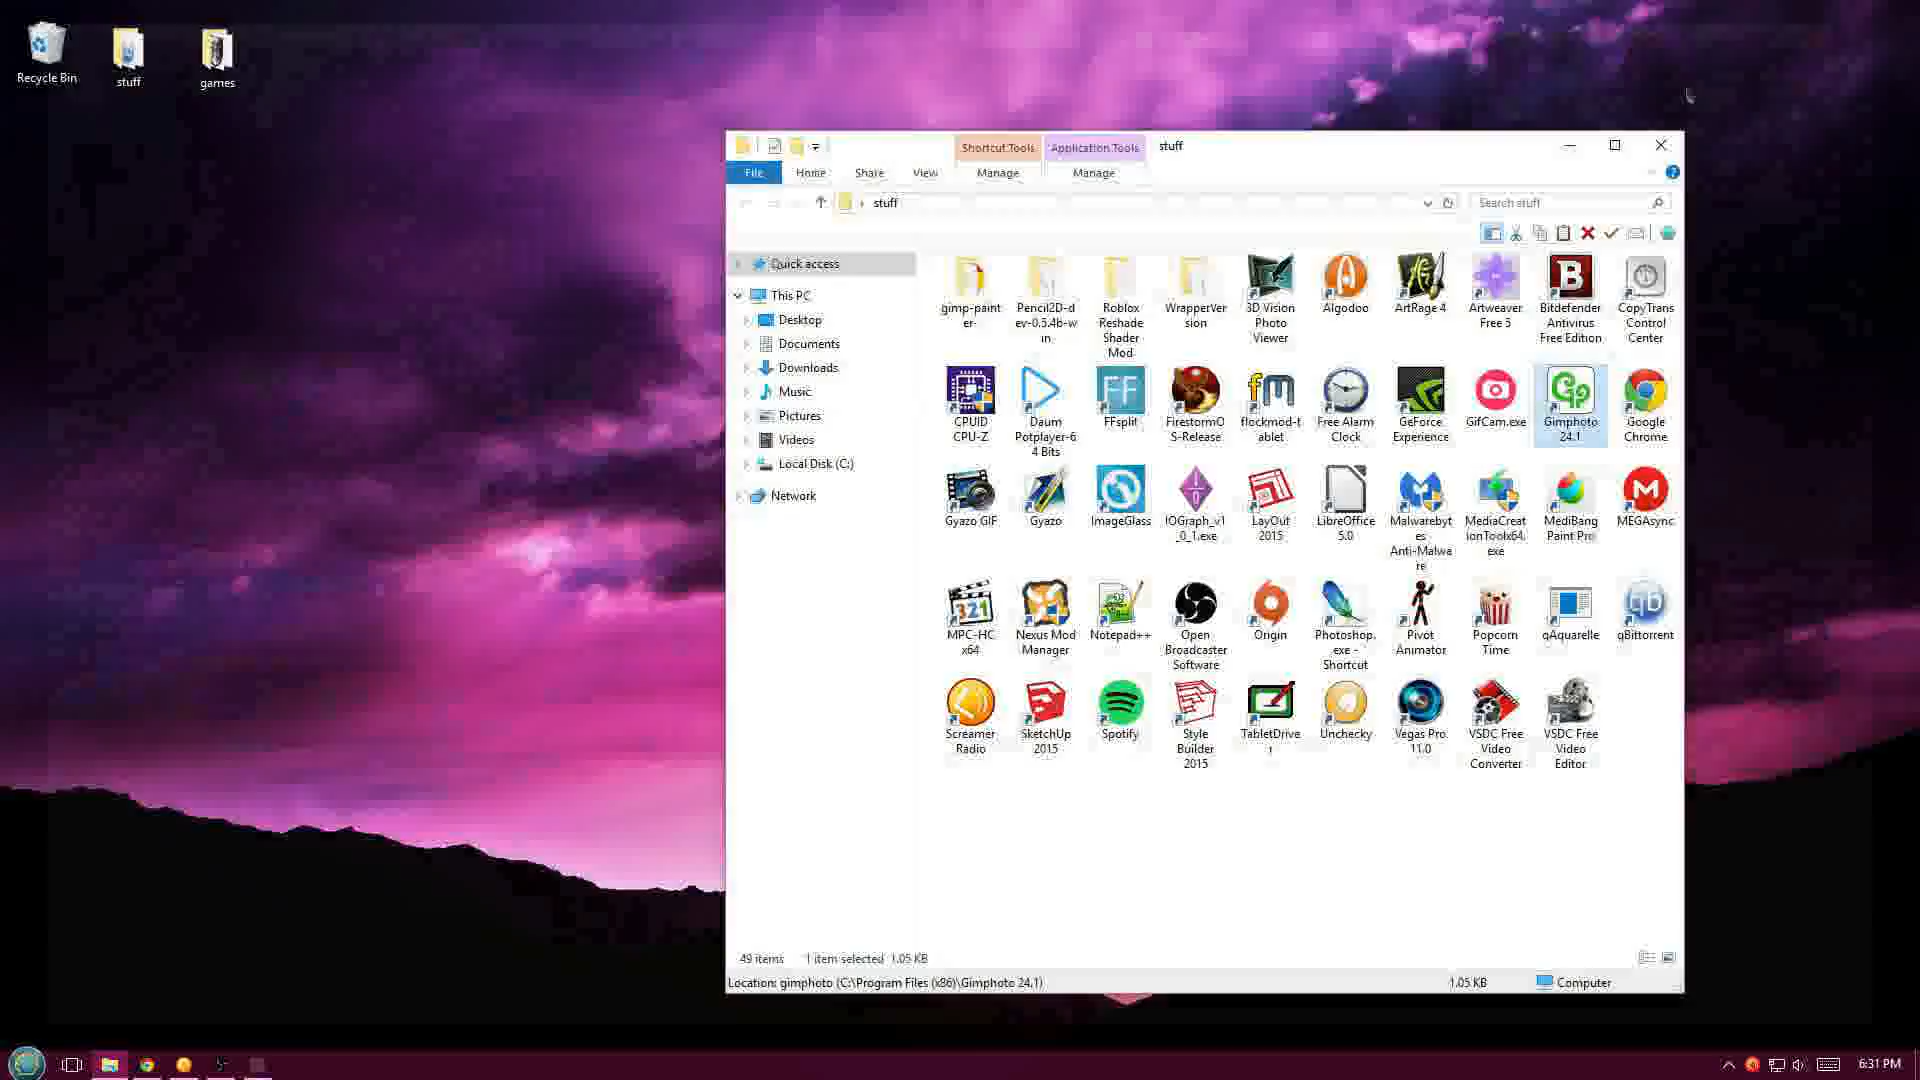 Recycle Bin
stuff
games
Shortcut Tools
Application Tools
stuff
File
Home
Share
View
Manage
Manage
stuff
Search stuff
Quick access
This PC
Desktop
Documents
Downloads
Music
Pictures
Videos
Local Disk (C:)
Network
gimp-paint
er-
Pencil2D-d
ev-0.5.4b-w
in
Roblox
Reshade
Shader
Mod
WrapperVer
sion
3D Vision
Photo
Viewer
Algodoo
ArtRage 4
Artweaver
Free 5
Bitdefender
Antivirus
Free Edition
CopyTrans
Control
Center
CPUID
CPU-Z
Daum
Potplayer-6
4 Bits
FFsplit
FirestormO
S-Release
flockmod-t
ablet
Free Alarm
Clock
GeForce
Experience
GifCam.exe
Gimphoto
24.1
Google
Chrome
Gyazo GIF
Gyazo
ImageGlass
IOGraph_v1
_0_1.exe
LayOut
2015
LibreOffice
5.0
Malwarebyt
es
Anti-Malwa
re
MediaCreat
ionToolx64.
exe
MediBang
Paint Pro
MEGAsync
MPC-HC
x64
Nexus Mod
Manager
Notepad++
Open
Broadcaster
Software
Origin
Photoshop.
exe -
Shortcut
Pivot
Animator
Popcorn
Time
qAquarelle
qBittorrent
Screamer
Radio
SketchUp
2015
Spotify
Style
Builder
2015
TabletDrive
r
Unchecky
Vegas Pro
11.0
VSDC Free
Video
Converter
VSDC Free
Video
Editor
49 items
1 item selected 1.05 KB
Location: gimphoto (C:\Program Files (x86)\Gimphoto 24.1)
1.05 KB
Computer
6:31 PM